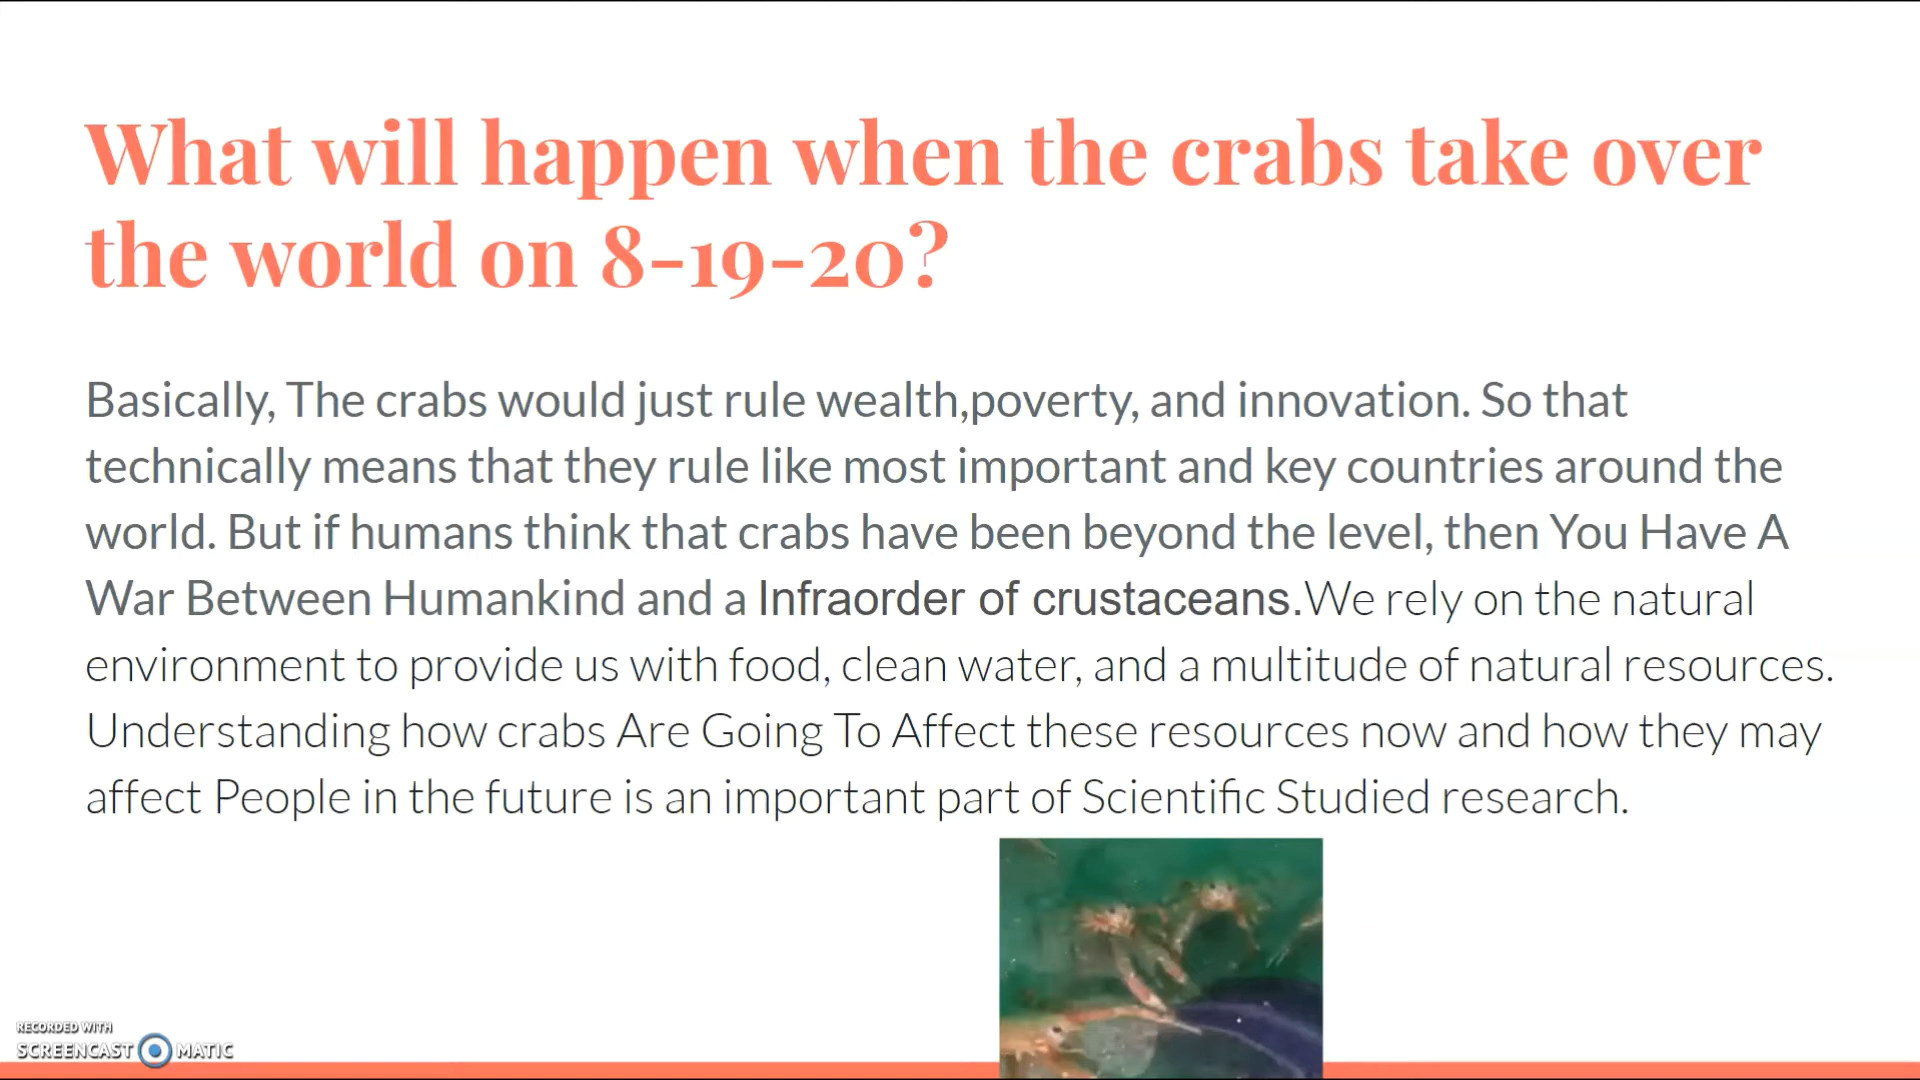 What will happen when the crabs take over
the world on 8-19-20?
Basically, The crabs would just rule wealth,poverty, and innovation. So that
technically means that they rule like most important and key countries around the
world. But if humans think that crabs have been beyond the level, then You Have A
War Between Humankind and a Infraorder of crustaceans.We rely on the natural
environment to provide us with food, clean water, and a multitude of natural resources.
Understanding how crabs Are Going To Affect these resources now and how they may
affect People in the future is an important part of Scientific Studied research.
RECORDED WITH
SCREENCAST MATIC